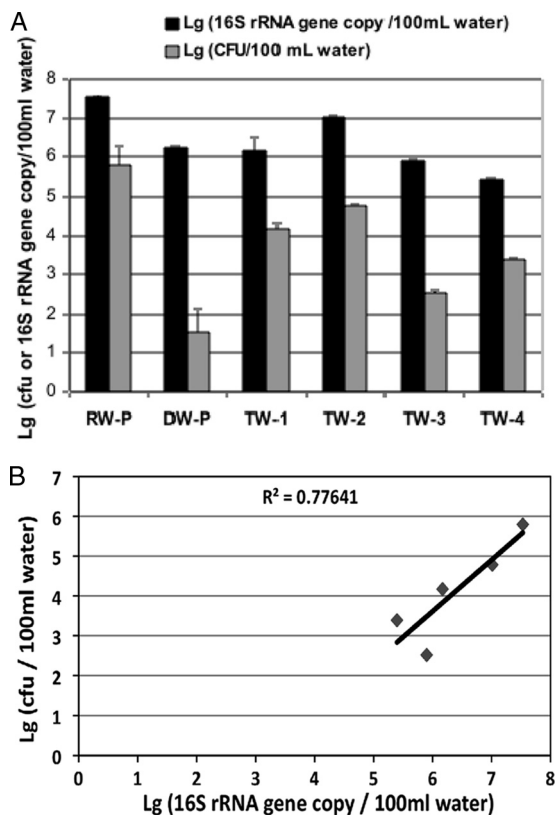 A
Lg (16S rRNA gene copy /100mL water)
Lg (CFU/100 mL water)
Lg (cfu or 16S rRNA gene copy/100ml water)
8
7
6
5
4
3
2
1
0
RW-P DW-P TW-1 TW-2 TW-3 TW-4
B
R² = 0.77641
Lg (cfu / 100ml water)
7
6
5
4
3
2
1
0
0 1 2 3 4 5 6 7 8
Lg (16S rRNA gene copy / 100ml water)